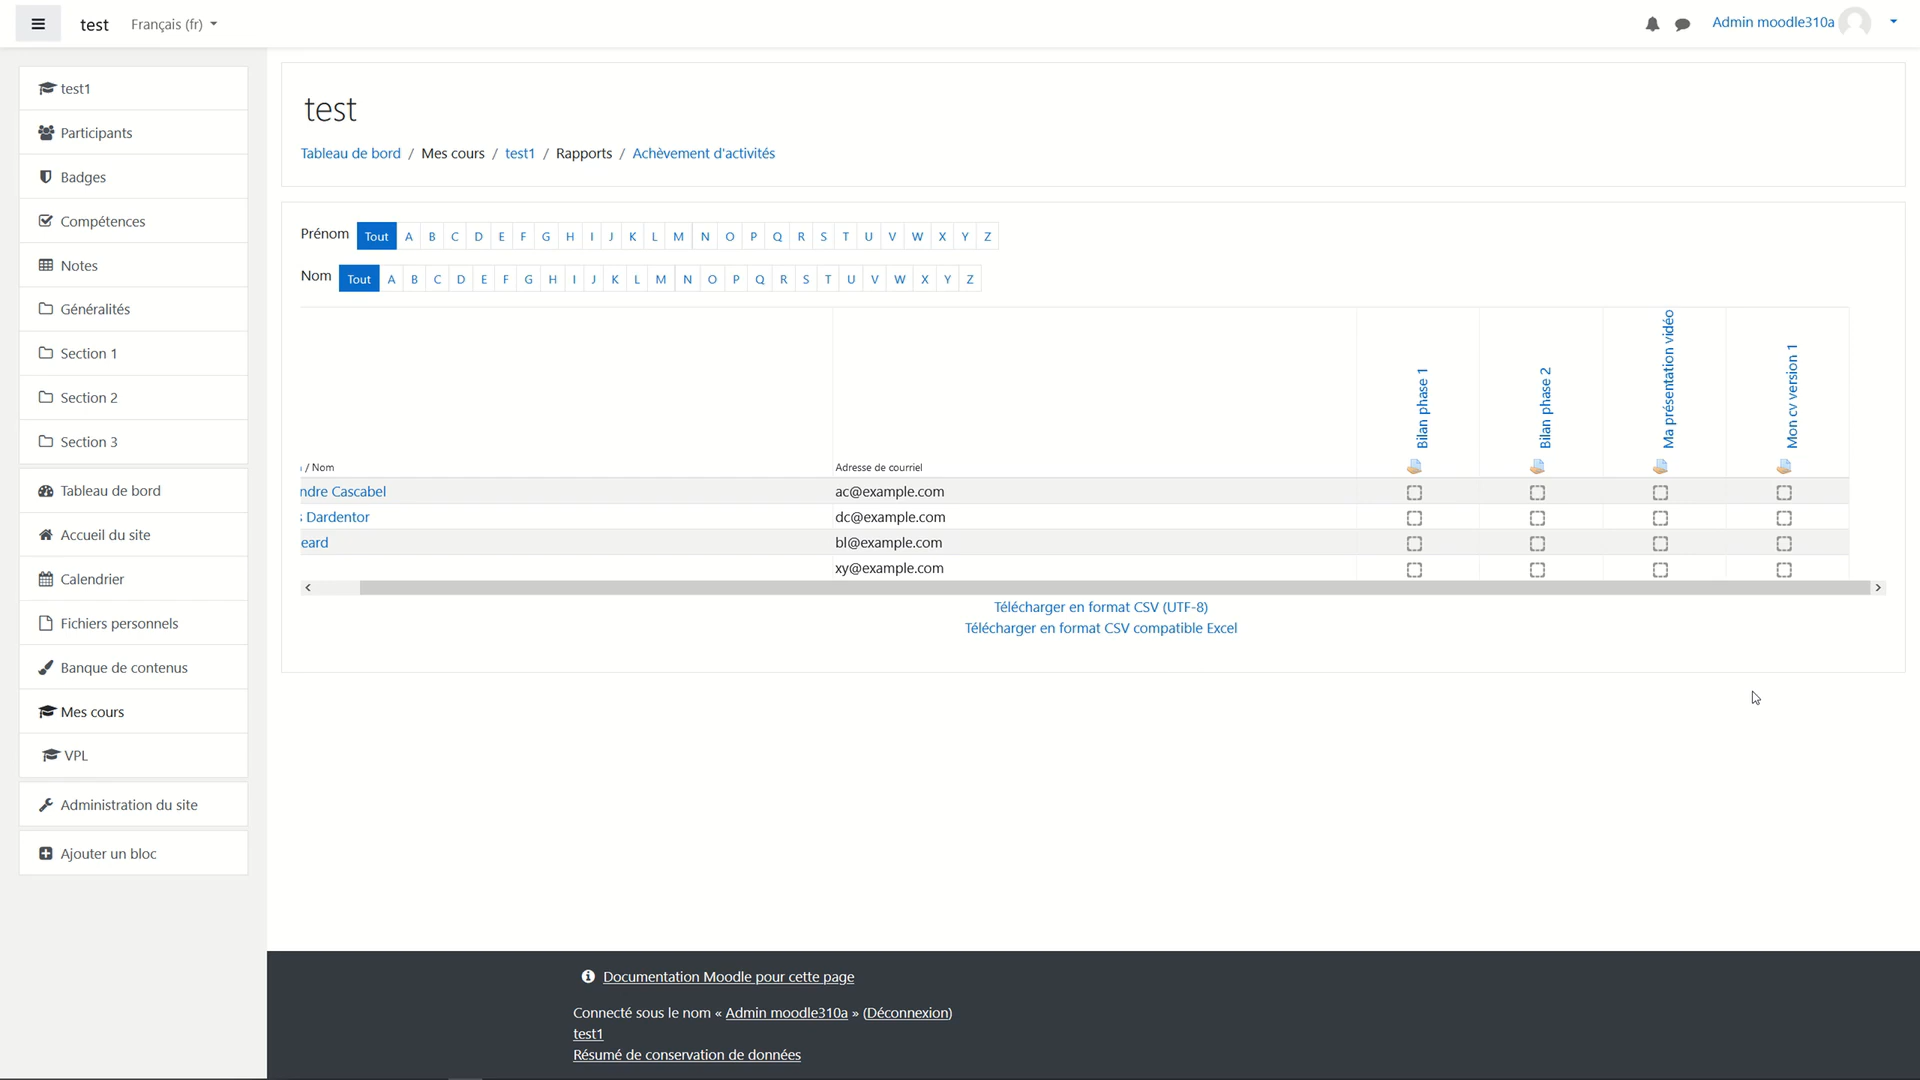 test Français (fr) Admin moodle310a
test1
Participants
Badges
Compétences
Notes
Généralités
Section 1
Section 2
Section 3
Tableau de bord
Accueil du site
Calendrier
Fichiers personnels
Banque de contenus
Mes cours
VPL
Administration du site
Ajouter un bloc
test
Tableau de bord / Mes cours / test1 / Rapports / Achèvement d'activités
Prénom Tout A B C D E F G H I J K L M N O P Q R S T U V W X Y Z
Nom Tout A B C D E F G H I J K L M N O P Q R S T U V W X Y Z
Bilan phase 1
Bilan phase 2
Ma présentation vidéo
Mon cv version 1
/ Nom Adresse de courriel
ndre Cascabel ac@example.com
s Dardentor dc@example.com
eard bl@example.com
xy@example.com
Télécharger en format CSV (UTF-8)
Télécharger en format CSV compatible Excel
Documentation Moodle pour cette page
Connecté sous le nom « Admin moodle310a » (Déconnexion)
test1
Résumé de conservation de données